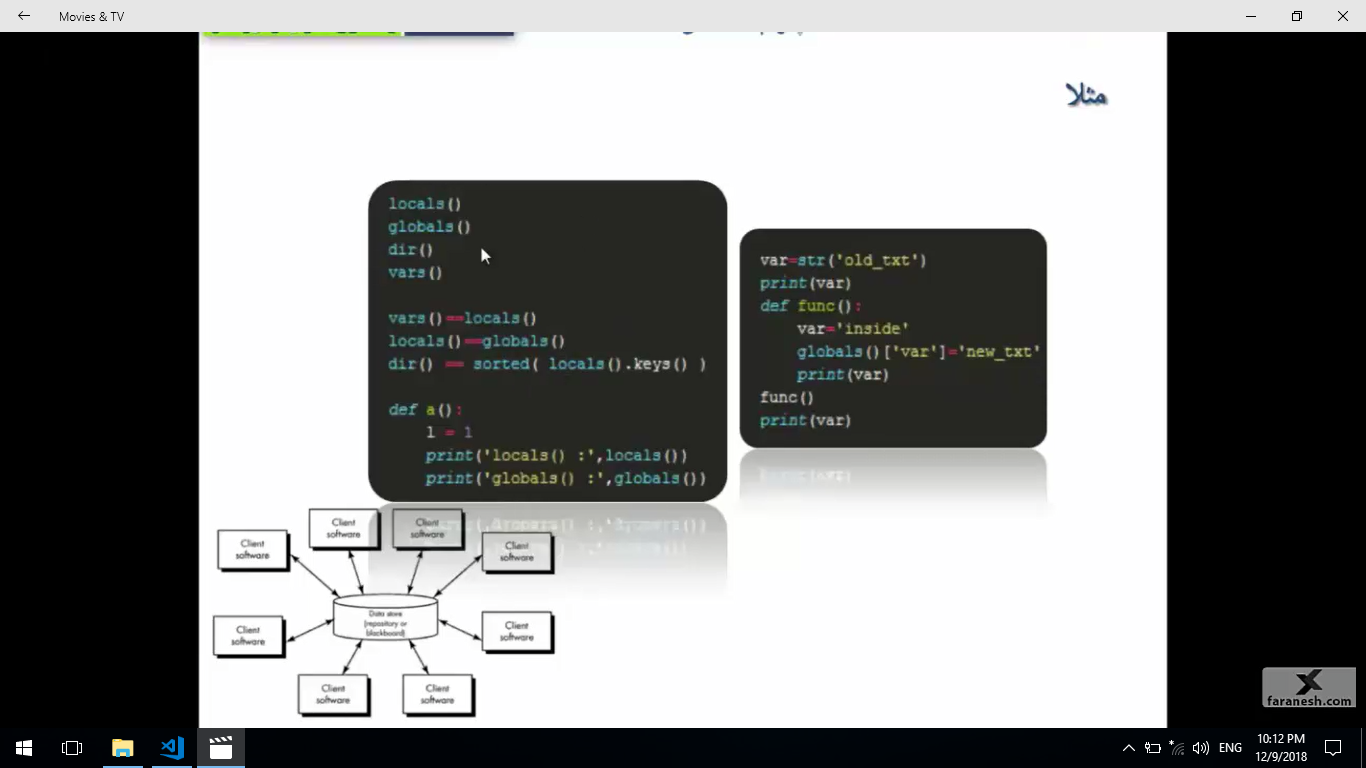 Movies & TV
مثلا
locals()
globals()
dir()
vars()
vars()==locals()
locals()==globals()
dir() == sorted( locals().keys() )
def a():
    l = 1
    print('locals() :',locals())
    print('globals() :',globals())
var=str('old_txt')
print(var)
def func():
    var='inside'
    globals()['var']='new_txt'
    print(var)
func()
print(var)
Client
software
Client
software
Client
software
Client
software
Client
software
Data store
(repository or
blackboard)
Client
software
Client
software
Client
software
faranesh.com
ENG
10:12 PM
12/9/2018